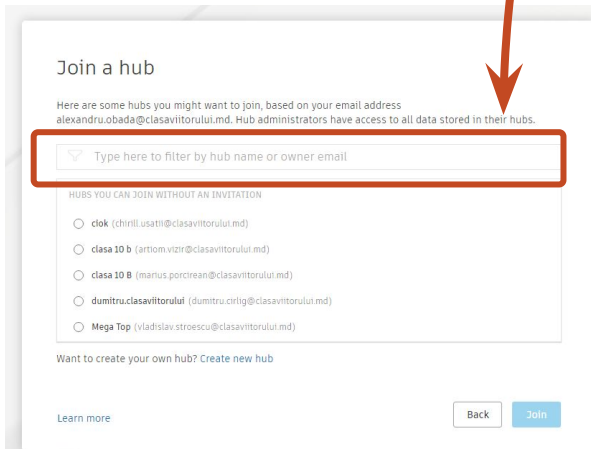 Join a hub
Here are some hubs you might want to join, based on your email address
alexandru.obada@clasaviitorului.md. Hub administrators have access to all data stored in their hubs.
Type here to filter by hub name or owner email
HUBS YOU CAN JOIN WITHOUT AN INVITATION
clok (chirill.usatii@clasaviitorului.md)
clasa 10 b (artiom.vizir@clasaviitorului.md)
clasa 10 B (marius.porcirean@clasaviitorului.md)
dumitru.clasaviitorului (dumitru.cirlig@clasaviitorului.md)
Mega Top (vladislav.stroescu@clasaviitorului.md)
Want to create your own hub? Create new hub
Learn more
Back
Join